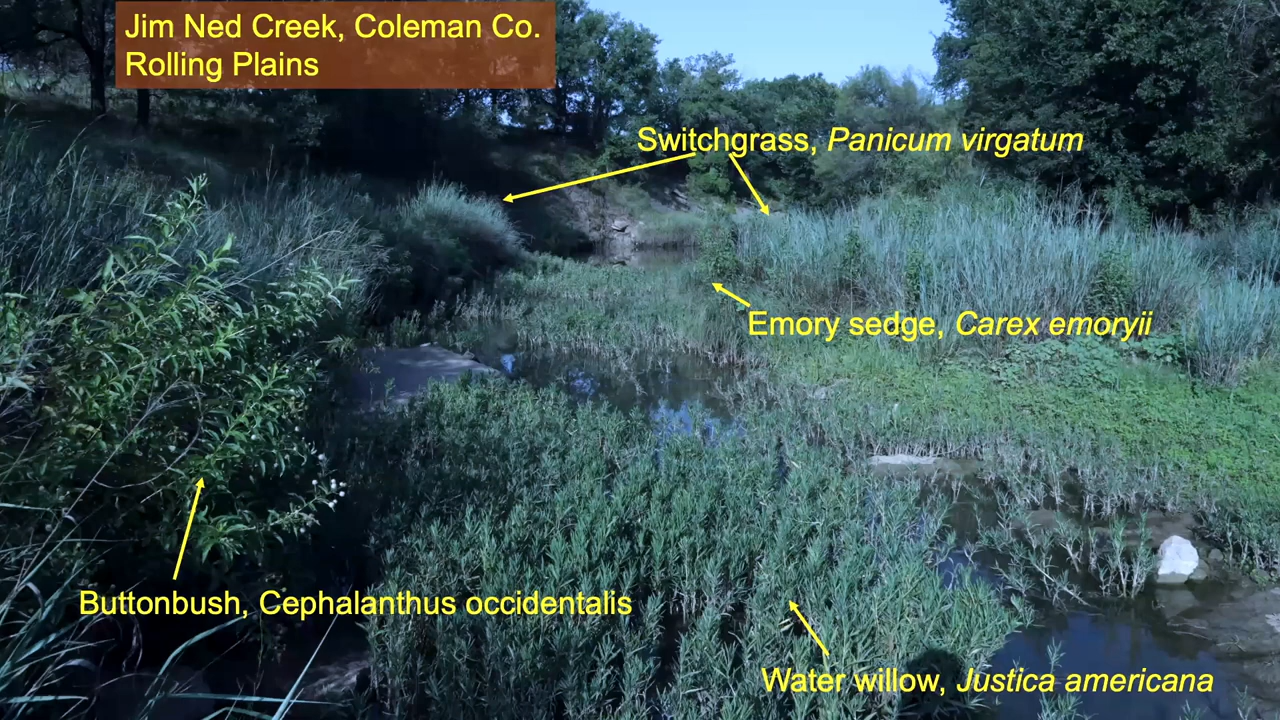 Jim Ned Creek, Coleman Co.
Rolling Plains
Switchgrass, Panicum virgatum
Emory sedge, Carex emoryii
Buttonbush, Cephalanthus occidentalis
Water willow, Justica americana